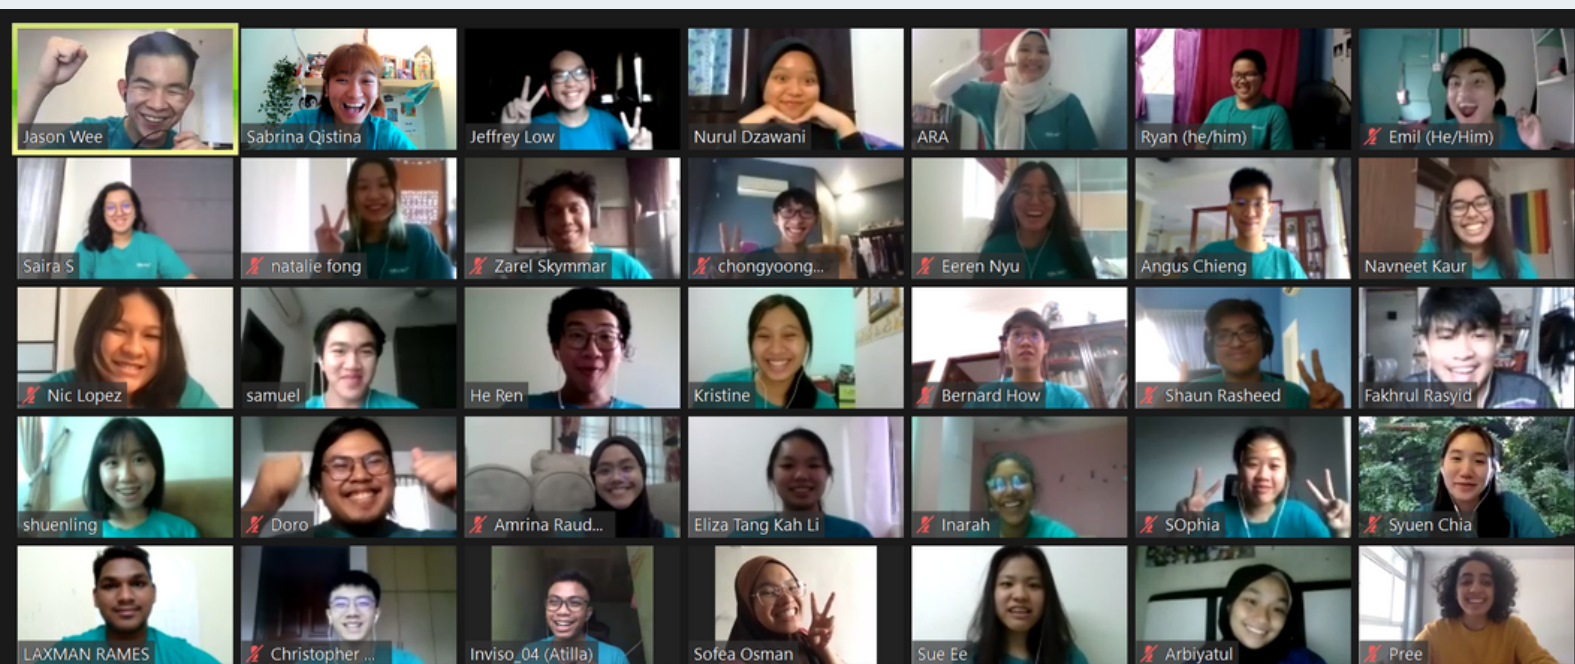 Jason Wee
Sabrina Qistina
Jeffrey Low
Nurul Dzawani
ARA
Ryan (he/him)
Emil (He/Him)
Saira S
natalie fong
Zarel Skymmar
chongyoong...
Eeren Nyu
Angus Chieng
Navneet Kaur
Nic Lopez
samuel
He Ren
Kristine
Bernard How
Shaun Rasheed
Fakhrul Rasyid
shuenling
Doro
Amrina Raud...
Eliza Tang Kah Li
Inarah
SOphia
Syuen Chia
LAXMAN RAMES
Christopher ...
Inviso_04 (Atilla)
Sofea Osman
Sue Ee
Arbiyatul
Pree